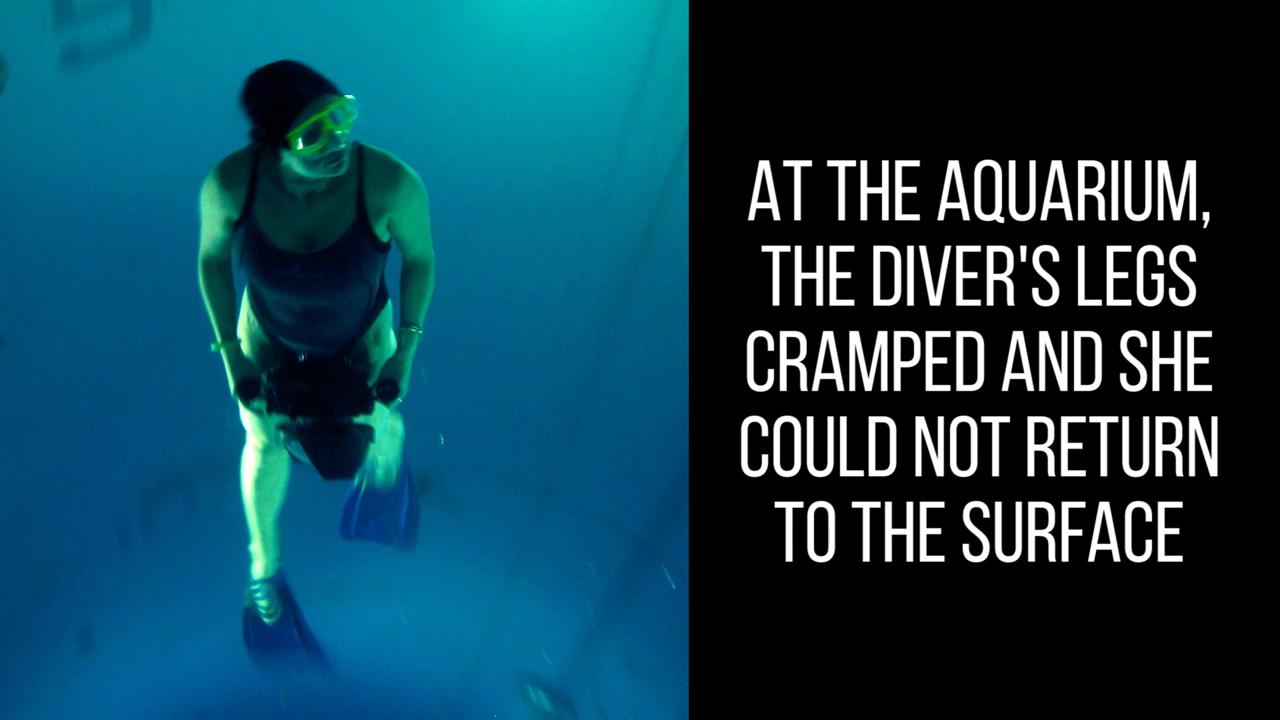 AT THE AQUARIUM,
THE DIVER'S LEGS
CRAMPED AND SHE
COULD NOT RETURN
TO THE SURFACE